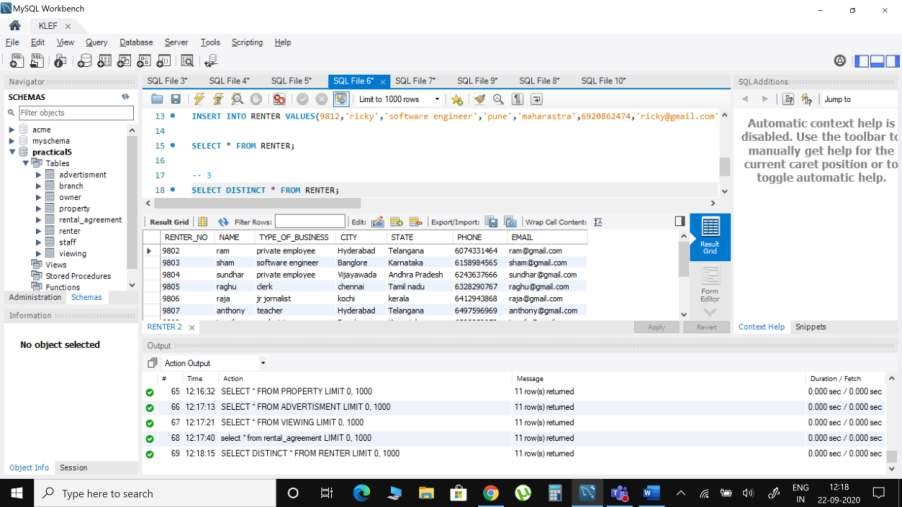 MySQL Workbench
KLEF
File Edit View Query Database Server Tools Scripting Help
Navigator
SCHEMAS
Filter objects
acme
myschema
practical5
Tables
advertisment
branch
owner
property
rental_agreement
renter
staff
viewing
Views
Stored Procedures
Functions
Administration Schemas
Information
No object selected
Object Info Session
SQL File 3* SQL File 4* SQL File 5* SQL File 6* SQL File 7* SQL File 9* SQL File 8* SQL File 10*
Limit to 1000 rows
13 INSERT INTO RENTER VALUES(9812,'ricky','software engineer','pune','maharastra',6920862474,'ricky@gmail.com'
14
15 SELECT * FROM RENTER;
16
17 -- 3
18 SELECT DISTINCT * FROM RENTER;
Result Grid Filter Rows: Edit: Export/Import: Wrap Cell Content:
RENTER_NO NAME TYPE_OF_BUSINESS CITY STATE PHONE EMAIL
9802 ram private employee Hyderabad Telangana 6074331464 ram@gmail.com
9803 sham software engineer Banglore Karnataka 6158984565 sham@gmail.com
9804 sundhar private employee Vijayawada Andhra Pradesh 6243637666 sundhar@gmail.com
9805 raghu clerk chennai Tamil nadu 6328290767 raghu@gmail.com
9806 raja jr jornalist kochi kerala 6412943868 raja@gmail.com
9807 anthony teacher Hyderabad Telangana 6497596969 anthony@gmail.com
Result Grid
Form Editor
RENTER 2
Apply Revert
SQLAdditions
Jump to
Automatic context help is
disabled. Use the toolbar to
manually get help for the
current caret position or to
toggle automatic help.
Context Help Snippets
Output
Action Output
# Time Action Message Duration / Fetch
65 12:16:32 SELECT * FROM PROPERTY LIMIT 0, 1000 11 row(s) returned 0.000 sec / 0.000 sec
66 12:17:13 SELECT * FROM ADVERTISMENT LIMIT 0, 1000 11 row(s) returned 0.000 sec / 0.000 sec
67 12:17:21 SELECT * FROM VIEWING LIMIT 0, 1000 11 row(s) returned 0.000 sec / 0.000 sec
68 12:17:40 select * from rental_agreement LIMIT 0, 1000 11 row(s) returned 0.000 sec / 0.000 sec
69 12:18:15 SELECT DISTINCT * FROM RENTER LIMIT 0, 1000 11 row(s) returned 0.000 sec / 0.000 sec
Type here to search
ENG
IN
12:18
22-09-2020